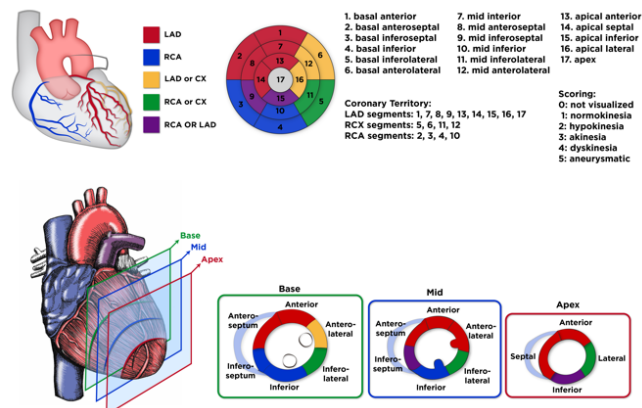 LAD
RCA
LAD or CX
RCA or CX
RCA OR LAD
1
2
3
4
5
6
7
8
9
10
11
12
13
14
15
16
17
1. basal anterior
2. basal anteroseptal
3. basal inferoseptal
4. basal inferior
5. basal inferolateral
6. basal anterolateral
7. mid interior
8. mid anteroseptal
9. mid inferoseptal
10. mid inferior
11. mid inferolateral
12. mid anterolateral
13. apical anterior
14. apical septal
15. apical inferior
16. apical lateral
17. apex
Coronary Territory:
LAD segments: 1, 7, 8, 9, 13, 14, 15, 16, 17
RCX segments: 5, 6, 11, 12
RCA segments: 2, 3, 4, 10
Scoring:
0: not visualized
1: normokinesia
2: hypokinesia
3: akinesia
4: dyskinesia
5: aneurysmatic
Base
Mid
Apex
Base
Antero-
septum
Anterior
Antero-
lateral
Infero-
septum
Inferior
Infero-
lateral
Mid
Antero-
septum
Anterior
Antero-
lateral
Infero-
septum
Inferior
Infero-
lateral
Apex
Anterior
Septal
Lateral
Inferior